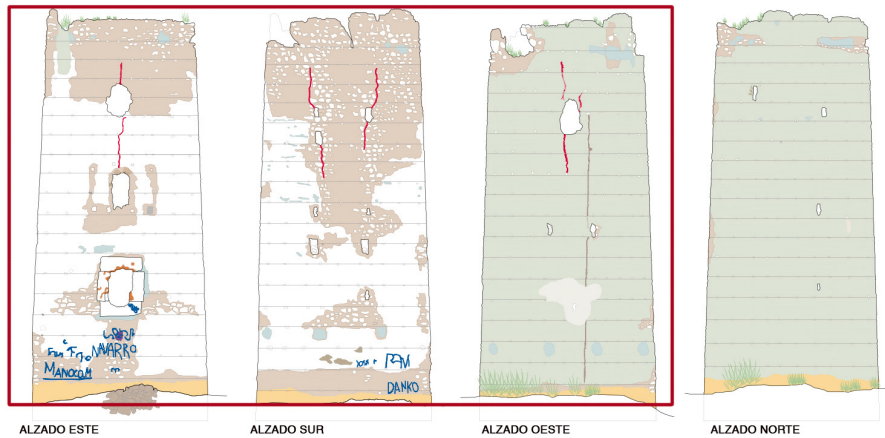 NAVARRO
MANOCOM
DANKO
ALZADO ESTE
ALZADO SUR
ALZADO OESTE
ALZADO NORTE